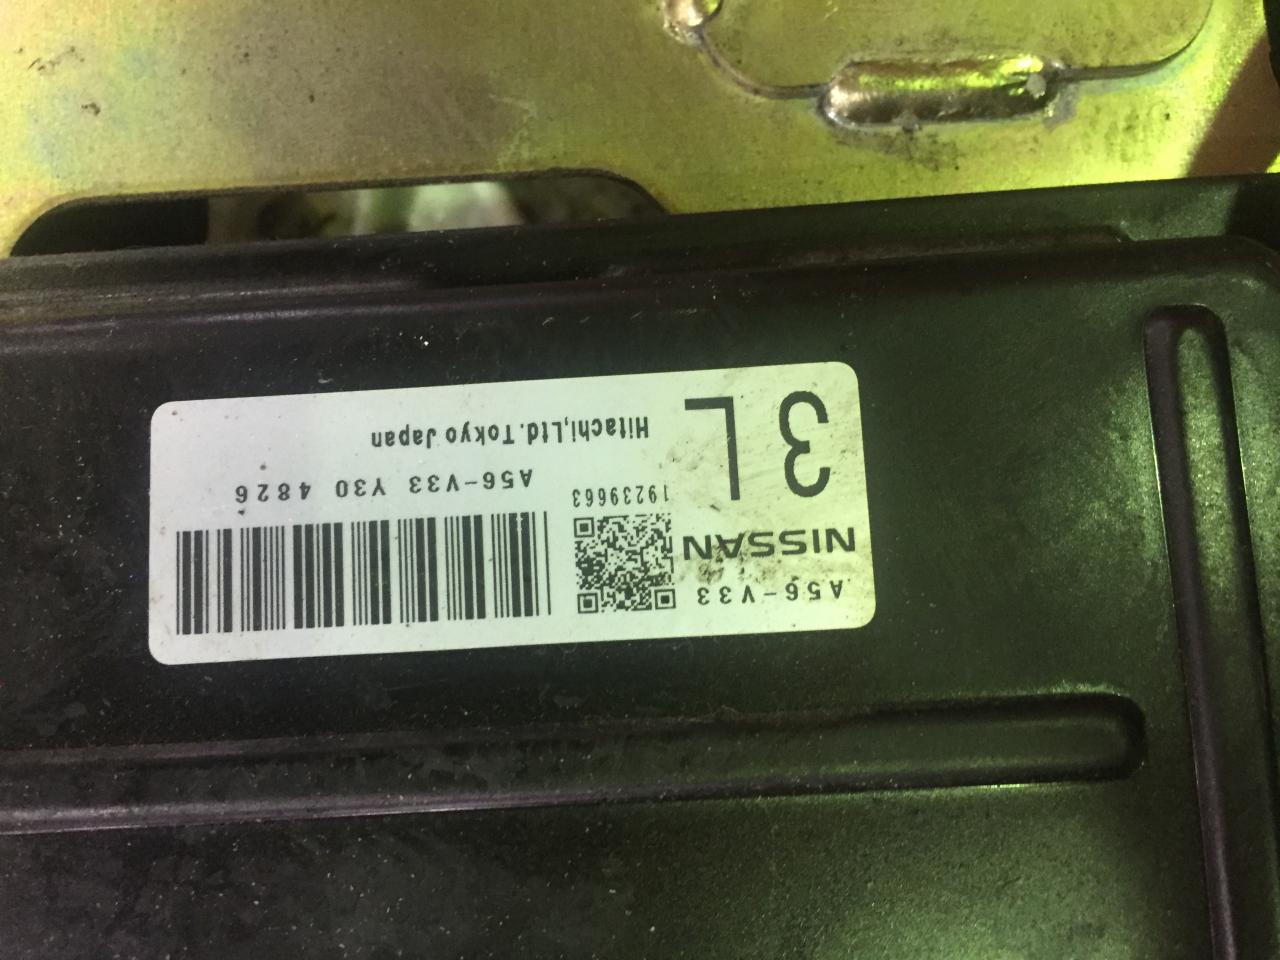 A56-V33
NISSAN
3L
19239663
A56-V33 Y30 4826
Hitachi,Ltd.Tokyo Japan